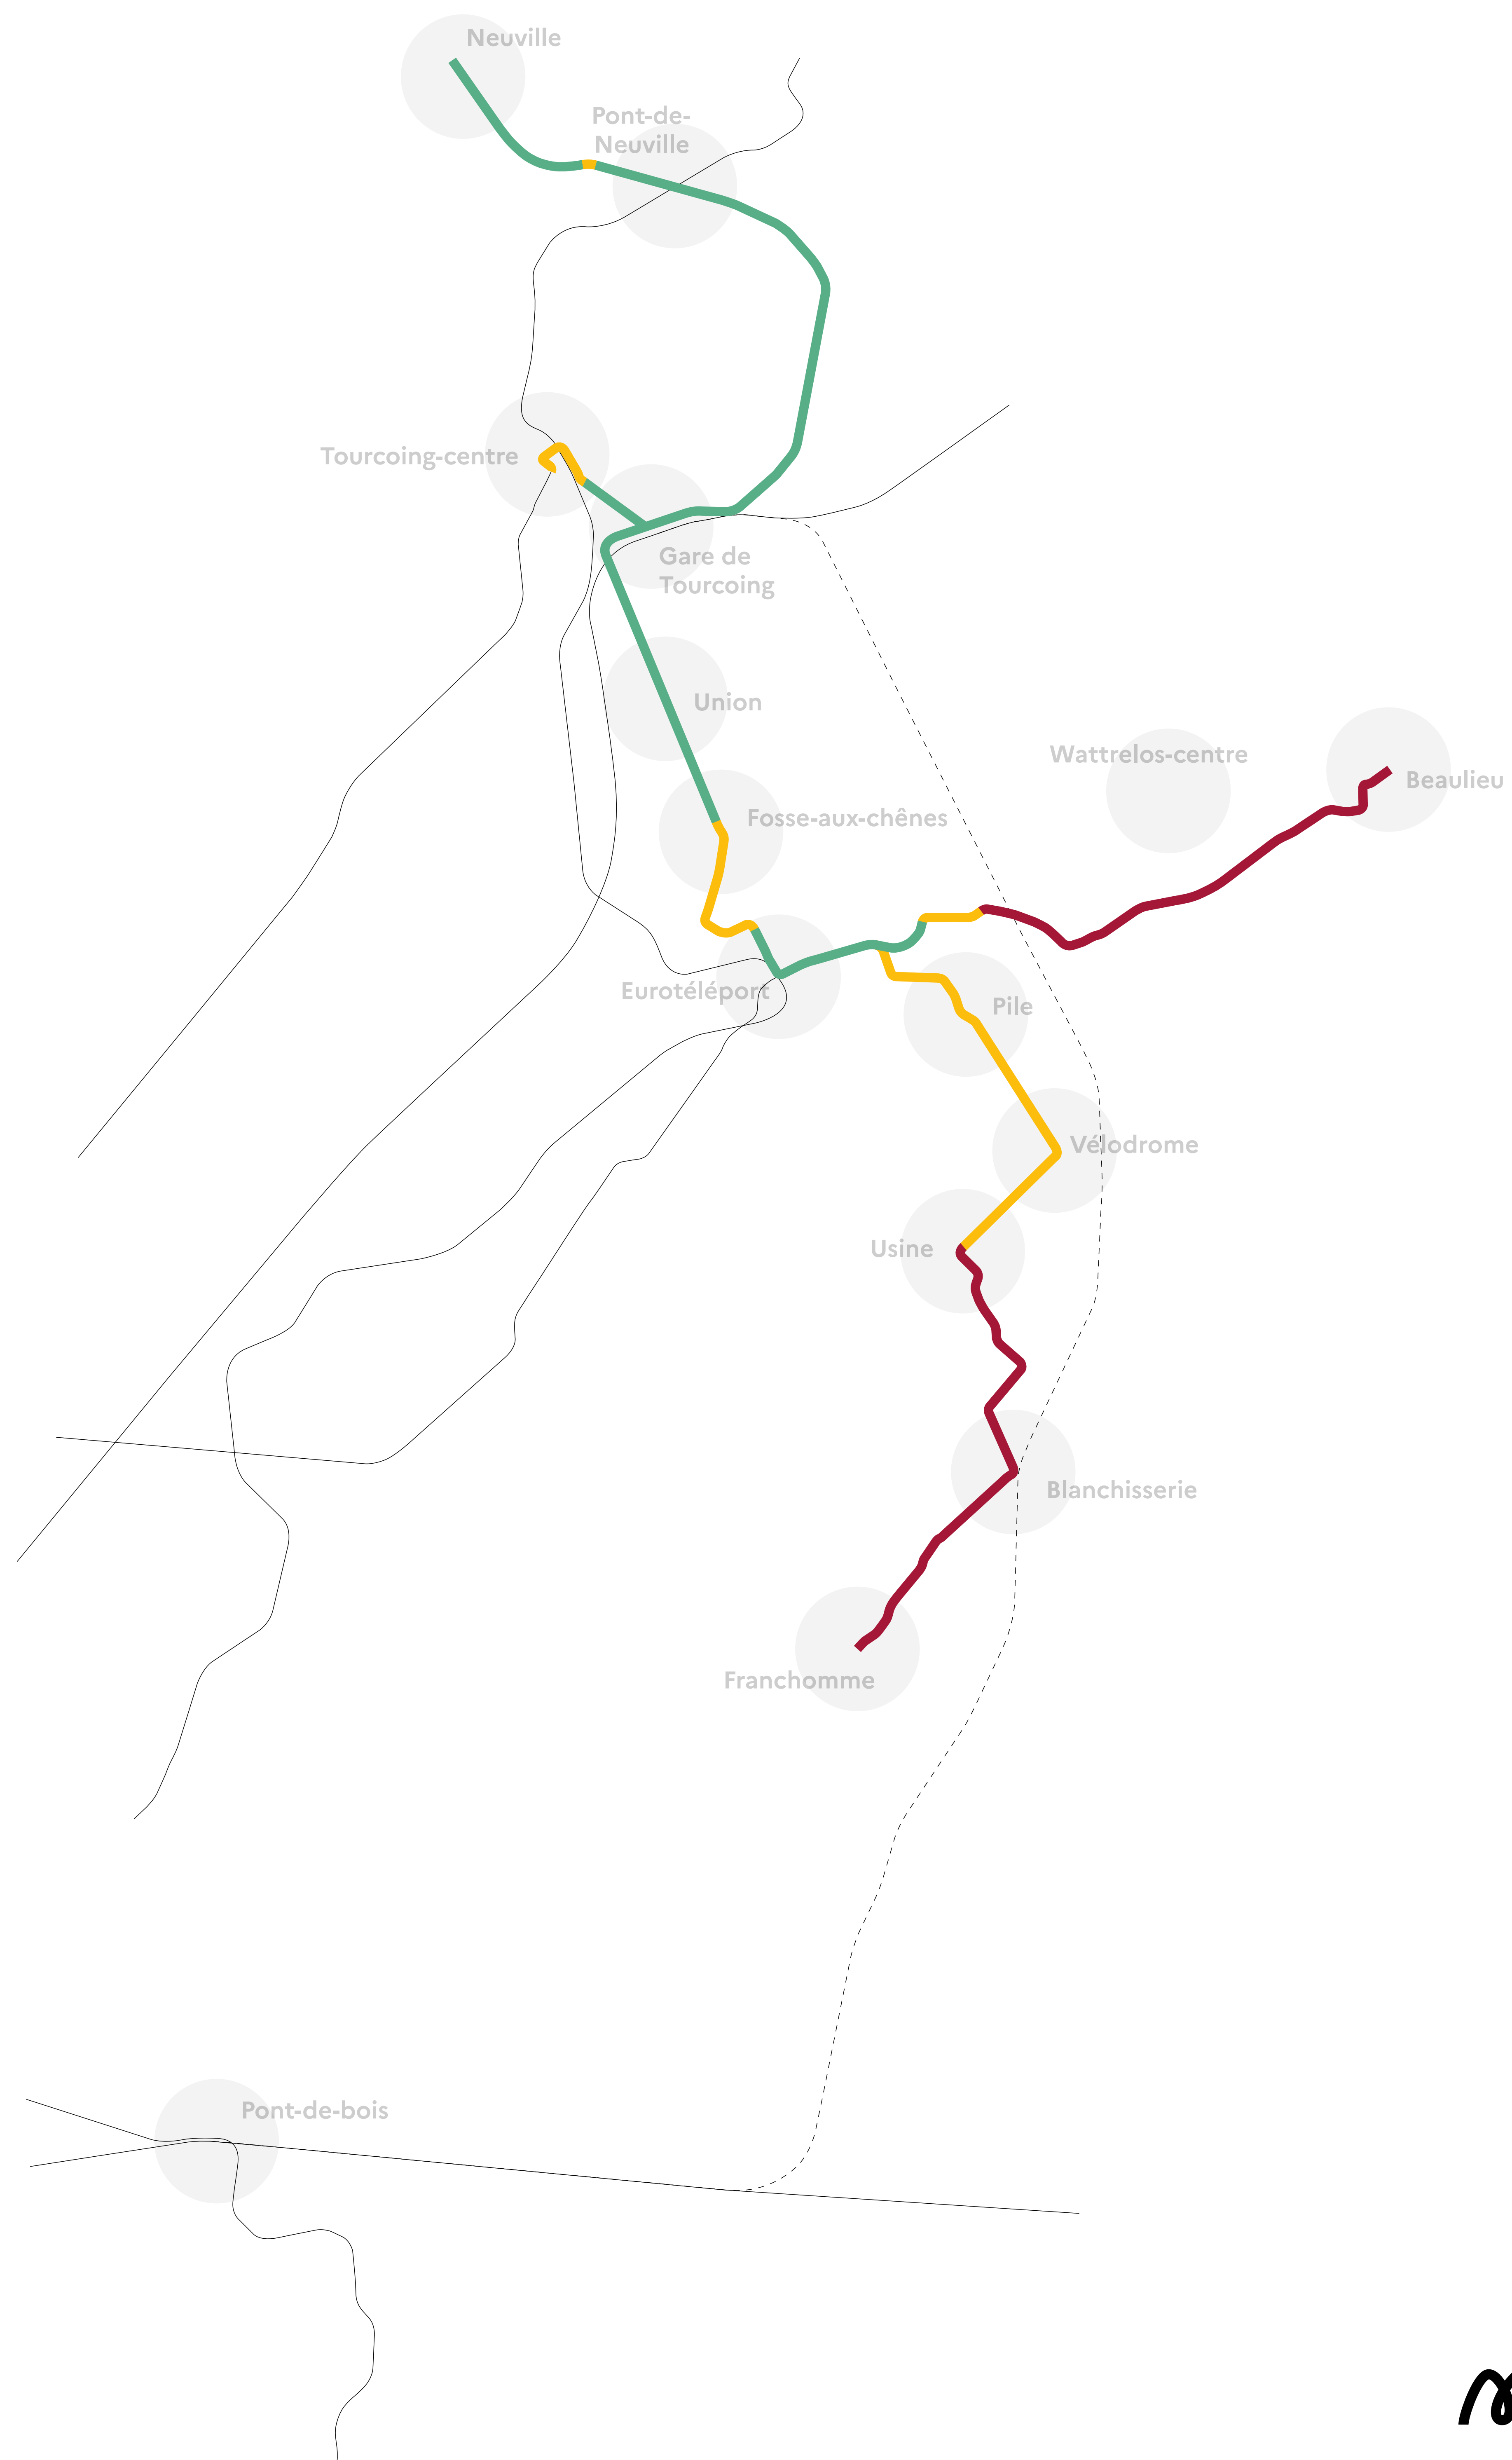 Neuville
Pont-de-
Neuville
Tourcoing-centre
Gare de
Tourcoing
Union
Wattrelos-centre
Beaulieu
Fosse-aux-chênes
Eurotéléport
Pile
Vélodrome
Usine
Blanchisserie
Franchomme
Pont-de-bois